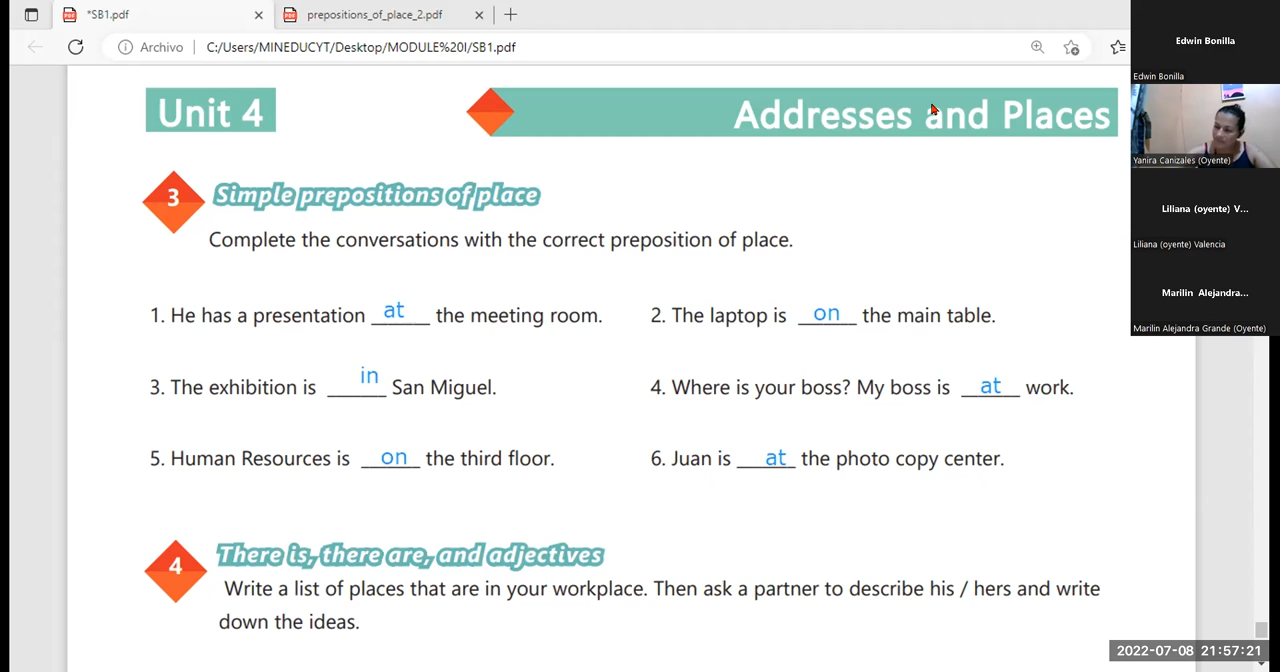 *SB1.pdf
prepositions_of_place_2.pdf
Archivo
C:/Users/MINEDUCYT/Desktop/MODULE%20I/SB1.pdf
Edwin Bonilla
Edwin Bonilla
Yanira Canizales (Oyente)
Liliana (oyente) V...
Liliana (oyente) Valencia
Marilin Alejandra...
Marilin Alejandra Grande (Oyente)
Unit 4
Addresses and Places
3 Simple prepositions of place
Complete the conversations with the correct preposition of place.
1. He has a presentation at the meeting room.
2. The laptop is on the main table.
3. The exhibition is in San Miguel.
4. Where is your boss? My boss is at work.
5. Human Resources is on the third floor.
6. Juan is at the photo copy center.
4 There is, there are, and adjectives
Write a list of places that are in your workplace. Then ask a partner to describe his / hers and write
down the ideas.
2022-07-08 21:57:21